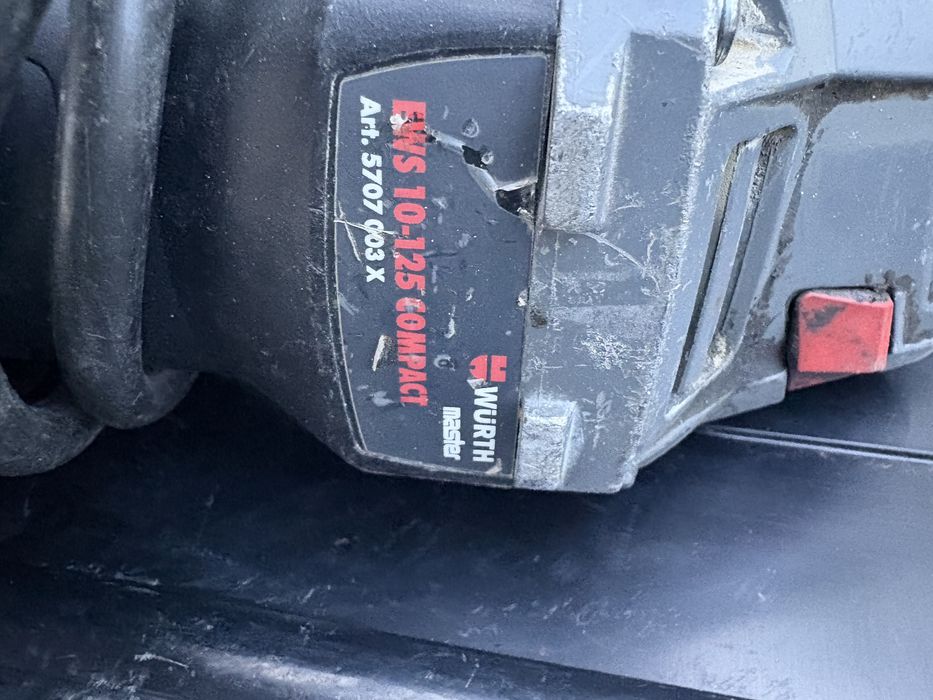 EWS 10-125 COMPACT
Art. 5707 003 X
WÜRTH
master